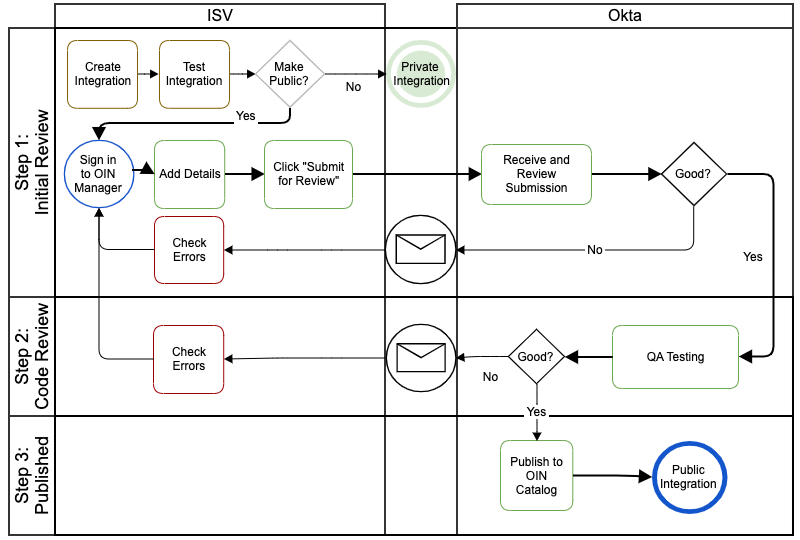 ISV
Okta
Step 1:
Initial Review
Create
Integration
Test
Integration
Make
Public?
No
Private
Integration
Yes
Sign in
to OIN
Manager
Add Details
Click "Submit
for Review"
Receive and
Review
Submission
Good?
Check
Errors
No
Yes
Step 2:
Code Review
Check
Errors
Good?
No
QA Testing
Yes
Step 3:
Published
Publish to
OIN
Catalog
Public
Integration